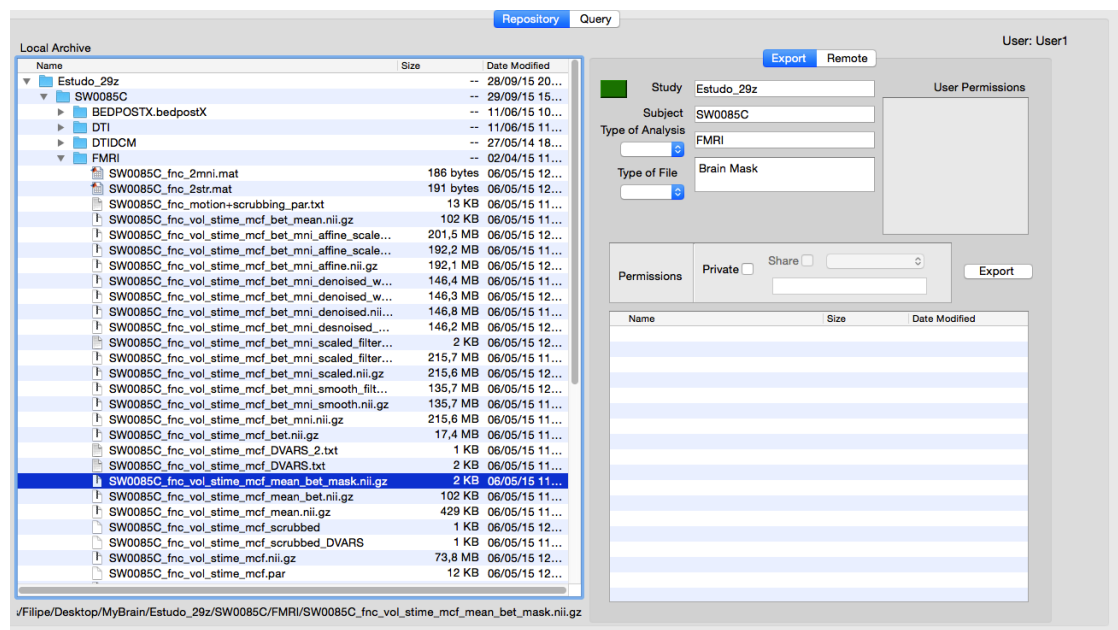 Repository Query
User: User1
Local Archive
Name Size Date Modified
Estudo_29z -- 28/09/15 20...
SW0085C -- 29/09/15 15...
BEDPOSTX.bedpostX -- 11/06/15 10...
DTI -- 11/06/15 11...
DTIDCM -- 27/05/14 18...
FMRI -- 02/04/15 11...
SW0085C_fnc_2mni.mat 186 bytes 06/05/15 12...
SW0085C_fnc_2str.mat 191 bytes 06/05/15 12...
SW0085C_fnc_motion+scrubbing_par.txt 13 KB 06/05/15 11...
SW0085C_fnc_vol_stime_mcf_bet_mean.nii.gz 102 KB 06/05/15 11...
SW0085C_fnc_vol_stime_mcf_bet_mni_affine_scale... 201,5 MB 06/05/15 12...
SW0085C_fnc_vol_stime_mcf_bet_mni_affine_scale... 192,2 MB 06/05/15 11...
SW0085C_fnc_vol_stime_mcf_bet_mni_affine.nii.gz 192,1 MB 06/05/15 12...
SW0085C_fnc_vol_stime_mcf_bet_mni_denoised_w... 146,4 MB 06/05/15 11...
SW0085C_fnc_vol_stime_mcf_bet_mni_denoised_w... 146,3 MB 06/05/15 12...
SW0085C_fnc_vol_stime_mcf_bet_mni_denoised.nii... 146,8 MB 06/05/15 11...
SW0085C_fnc_vol_stime_mcf_bet_mni_desnoised_... 146,2 MB 06/05/15 12...
SW0085C_fnc_vol_stime_mcf_bet_mni_scaled_filter... 2 KB 06/05/15 12...
SW0085C_fnc_vol_stime_mcf_bet_mni_scaled_filter... 215,7 MB 06/05/15 11...
SW0085C_fnc_vol_stime_mcf_bet_mni_scaled.nii.gz 215,6 MB 06/05/15 12...
SW0085C_fnc_vol_stime_mcf_bet_mni_smooth_filt... 135,7 MB 06/05/15 12...
SW0085C_fnc_vol_stime_mcf_bet_mni_smooth.nii.gz 135,7 MB 06/05/15 11...
SW0085C_fnc_vol_stime_mcf_bet_mni.nii.gz 215,6 MB 06/05/15 11...
SW0085C_fnc_vol_stime_mcf_bet.nii.gz 17,4 MB 06/05/15 11...
SW0085C_fnc_vol_stime_mcf_DVARS_2.txt 1 KB 06/05/15 11...
SW0085C_fnc_vol_stime_mcf_DVARS.txt 2 KB 06/05/15 11...
SW0085C_fnc_vol_stime_mcf_mean_bet_mask.nii.gz 2 KB 06/05/15 11...
SW0085C_fnc_vol_stime_mcf_mean_bet.nii.gz 102 KB 06/05/15 11...
SW0085C_fnc_vol_stime_mcf_mean.nii.gz 429 KB 06/05/15 11...
SW0085C_fnc_vol_stime_mcf_scrubbed 1 KB 06/05/15 12...
SW0085C_fnc_vol_stime_mcf_scrubbed_DVARS 1 KB 06/05/15 11...
SW0085C_fnc_vol_stime_mcf.nii.gz 73,8 MB 06/05/15 12...
SW0085C_fnc_vol_stime_mcf.par 12 KB 06/05/15 12...
/Filipe/Desktop/MyBrain/Estudo_29z/SW0085C/FMRI/SW0085C_fnc_vol_stime_mcf_mean_bet_mask.nii.gz
Export Remote
Study Estudo_29z
User Permissions
Subject SW0085C
Type of Analysis
FMRI
Type of File
Brain Mask
Permissions Private Share
Export
Name Size Date Modified